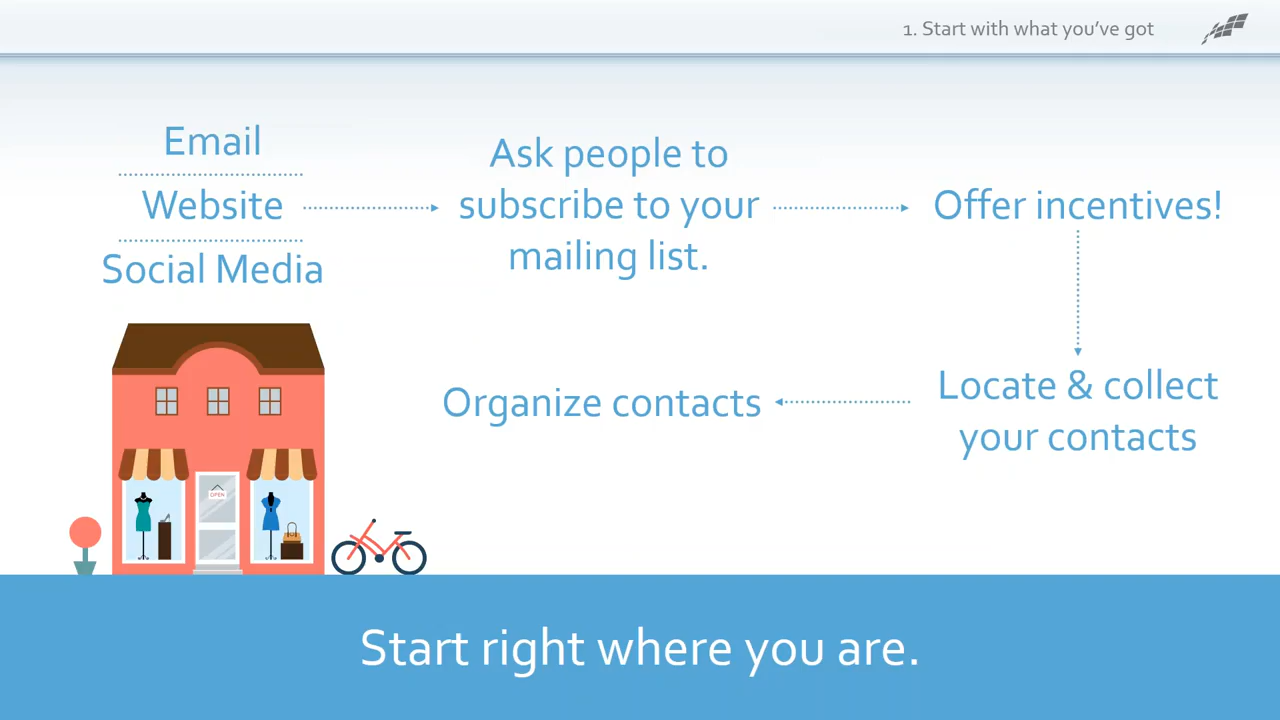 1. Start with what you've got
Email
Website
Social Media
Ask people to
subscribe to your
mailing list.
Offer incentives!
Locate & collect
your contacts
Organize contacts
OPEN
Start right where you are.